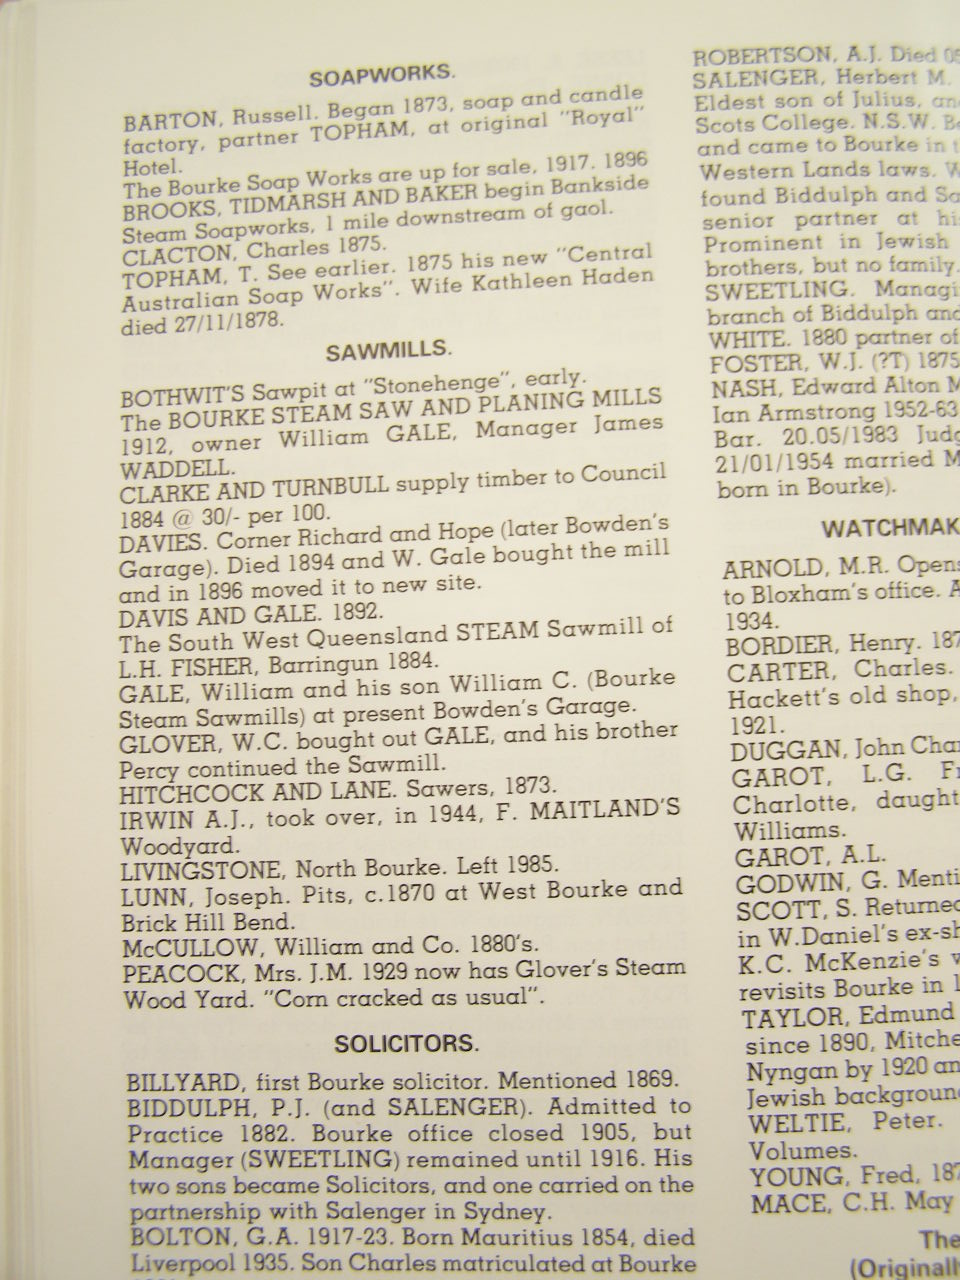 SOAPWORKS.
BARTON, Russell. Began 1873, soap and candle
factory, partner TOPHAM, at original "Royal"
Hotel.
The Bourke Soap Works are up for sale, 1917. 1896
BROOKS, TIDMARSH AND BAKER begin Bankside
Steam Soapworks, 1 mile downstream of gaol.
CLACTON, Charles 1875.
TOPHAM, T. See earlier. 1875 his new "Central
Australian Soap Works". Wife Kathleen Haden
died 27/11/1878.
SAWMILLS.
BOTHWIT'S Sawpit at "Stonehenge", early.
The BOURKE STEAM SAW AND PLANING MILLS
1912, owner William GALE, Manager James
WADDELL.
CLARKE AND TURNBULL supply timber to Council
1884 @ 30/- per 100.
DAVIES. Corner Richard and Hope (later Bowden's
Garage). Died 1894 and W. Gale bought the mill
and in 1896 moved it to new site.
DAVIS AND GALE. 1892.
The South West Queensland STEAM Sawmill of
L.H. FISHER, Barringun 1884.
GALE, William and his son William C. (Bourke
Steam Sawmills) at present Bowden's Garage.
GLOVER, W.C. bought out GALE, and his brother
Percy continued the Sawmill.
HITCHCOCK AND LANE. Sawers, 1873.
IRWIN A.J., took over, in 1944, F. MAITLAND'S
Woodyard.
LIVINGSTONE, North Bourke. Left 1985.
LUNN, Joseph. Pits, c.1870 at West Bourke and
Brick Hill Bend.
McCULLOW, William and Co. 1880's.
PEACOCK, Mrs. J.M. 1929 now has Glover's Steam
Wood Yard. "Corn cracked as usual".
SOLICITORS.
BILLYARD, first Bourke solicitor. Mentioned 1869.
BIDDULPH, P.J. (and SALENGER). Admitted to
Practice 1882. Bourke office closed 1905, but
Manager (SWEETLING) remained until 1916. His
two sons became Solicitors, and one carried on the
partnership with Salenger in Sydney.
BOLTON, G.A. 1917-23. Born Mauritius 1854, died
Liverpool 1935. Son Charles matriculated at Bourke
ROBERTSON, A.J. Died
SALENGER, Herbert M.
Eldest son of Julius,
Scots College. N.S.W.
and came to Bourke in
Western Lands laws.
found Biddulph and
senior partner at
Prominent in Jewish
brothers, but no family.
SWEETLING.
branch of Biddulph and
WHITE. 1880 partner of
FOSTER, W.J. (?T) 1875
NASH, Edward Alton
Ian Armstrong 1952-63
Bar. 20.05/1983
21/01/1954 married
born in Bourke).
WATCHMAK
ARNOLD, M.R. Opens
to Bloxham's office.
1934.
BORDIER, Henry. 187
CARTER, Charles.
Hackett's old shop,
1921.
DUGGAN, John
GAROT, L.G.
Charlotte,
Williams.
GAROT, A.L.
GODWIN, G.
SCOTT, S. Returned
in W.Daniel's
K.C. McKenzie's
revisits Bourke in
TAYLOR, Edmund
since 1890,
Nyngan by 1920
Jewish background
WELTIE, Peter.
Volumes.
YOUNG, Fred, 187
MACE, C.H. May
The
(Originally